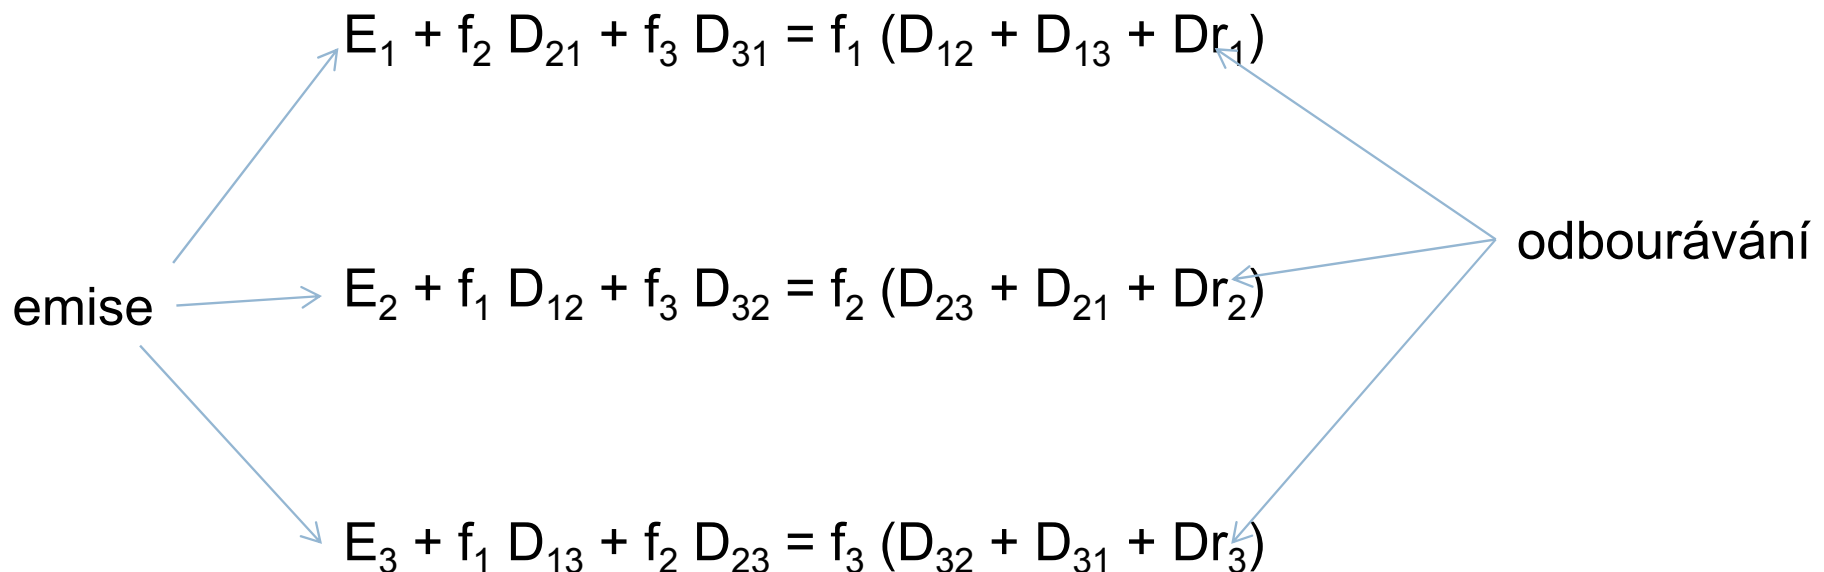 E₁ + f₂ D₂₁ + f₃ D₃₁ = f₁ (D₁₂ + D₁₃ + Dr₁)
odbourávání
E₂ + f₁ D₁₂ + f₃ D₃₂ = f₂ (D₂₃ + D₂₁ + Dr₂)
emise
E₃ + f₁ D₁₃ + f₂ D₂₃ = f₃ (D₃₂ + D₃₁ + Dr₃)